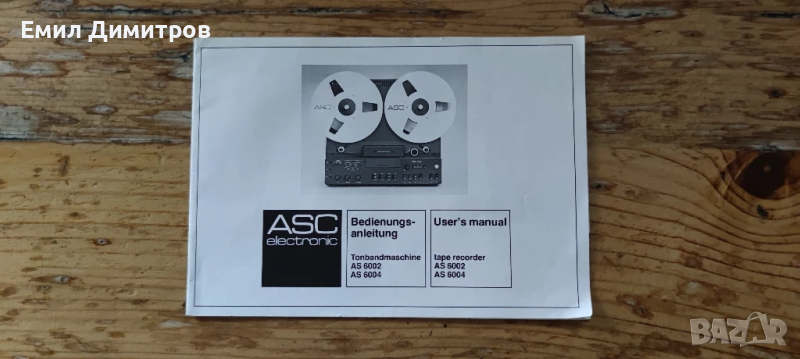 Емил Димитров
ASC
ASC
ASC
electronic
Bedienungs-
anleitung
Tonbandmaschine
AS 6002
AS 6004
User's manual
tape recorder
AS 6002
AS 6004
BAZAR